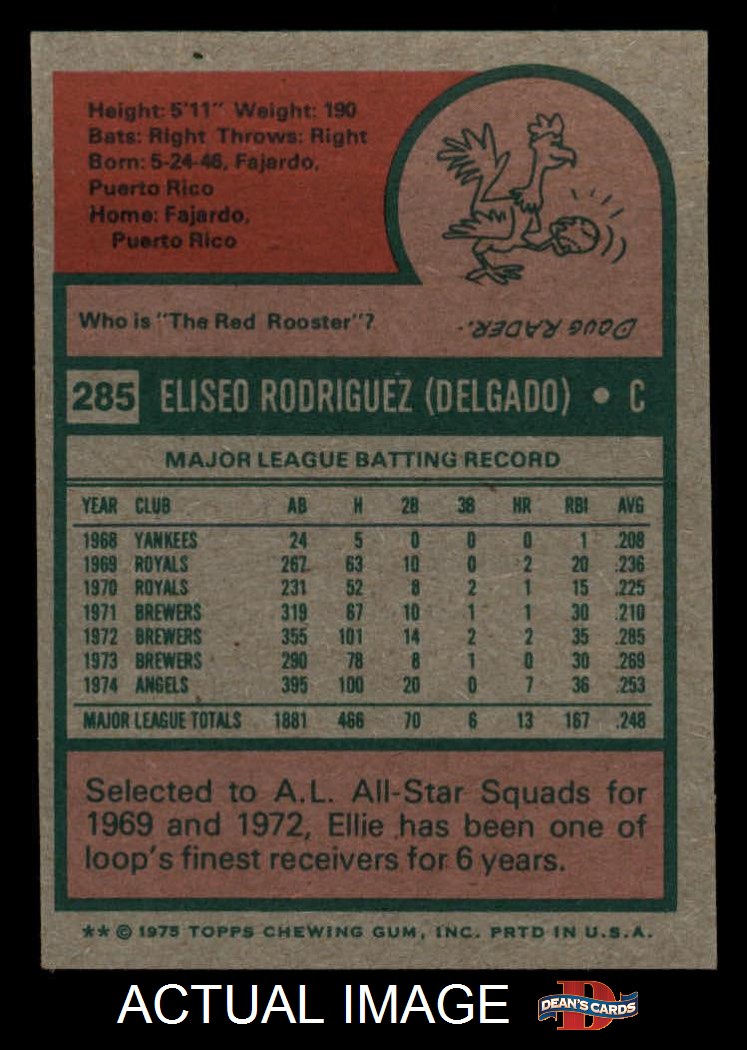 Height: 5'11" Weight: 190
Bats: Right Throws: Right
Born: 5-24-46, Fajardo,
Puerto Rico
Home: Fajardo,
Puerto Rico
Who is "The Red Rooster"?
DOUG RADER.
285 ELISEO RODRIGUEZ (DELGADO) • C
MAJOR LEAGUE BATTING RECORD
YEAR CLUB AB H 2B 3B HR RBI AVG
1968 YANKEES 24 5 0 0 0 1 .208
1969 ROYALS 267 63 10 0 2 20 .236
1970 ROYALS 231 52 8 2 1 15 .225
1971 BREWERS 319 67 10 1 1 30 .210
1972 BREWERS 355 101 14 2 2 35 .285
1973 BREWERS 290 78 8 1 0 30 .269
1974 ANGELS 395 100 20 0 7 36 .253
MAJOR LEAGUE TOTALS 1881 466 70 6 13 167 .248
Selected to A.L. All-Star Squads for
1969 and 1972, Ellie has been one of
loop's finest receivers for 6 years.
** © 1975 TOPPS CHEWING GUM, INC. PRTD IN U.S.A.
ACTUAL IMAGE
D
DEAN'S CARDS